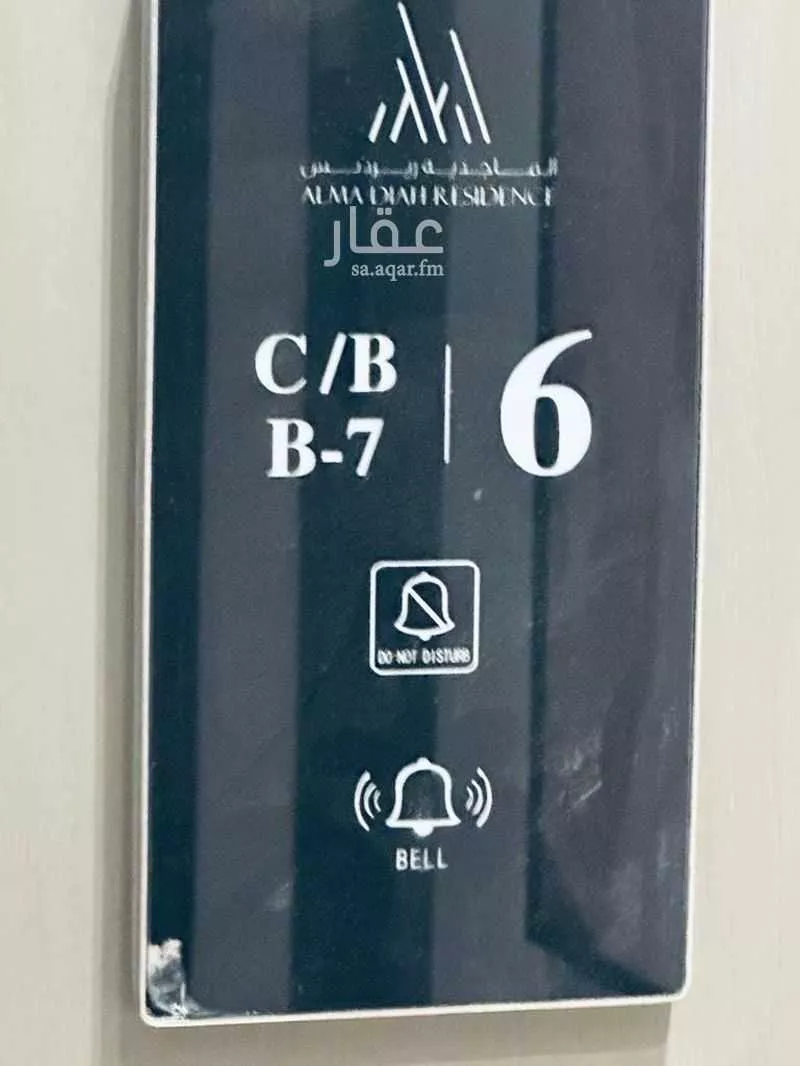 الماجدية ريزدنس
ALMA DIAH RESIDENCE
عقار
sa.aqar.fm
C/B
B-7
6
DO NOT DISTURB
BELL